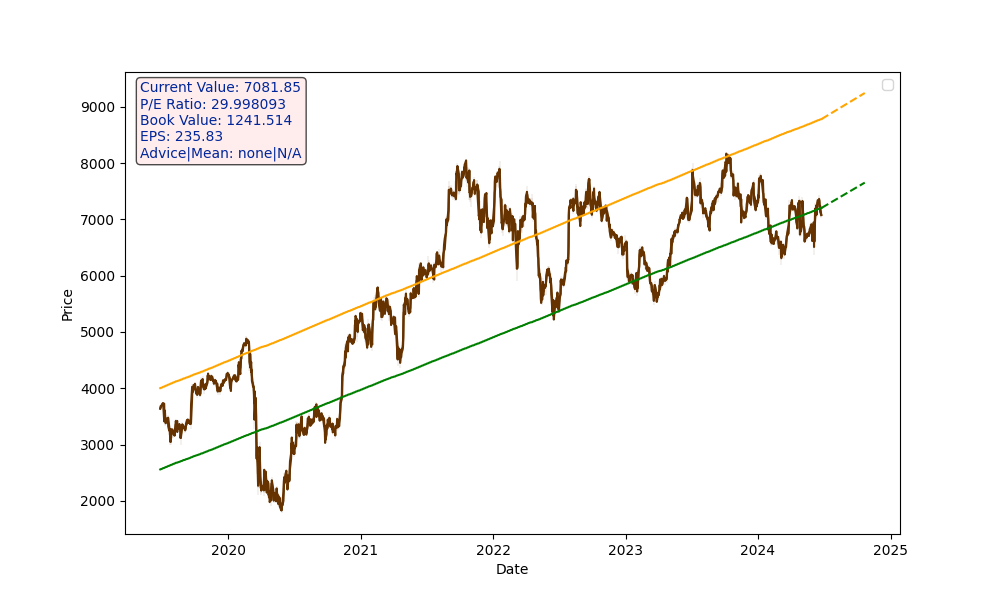 Current Value: 7081.85
P/E Ratio: 29.998093
Book Value: 1241.514
EPS: 235.83
Advice|Mean: none|N/A
9000
8000
7000
6000
5000
4000
3000
2000
Price
2020
2021
2022
2023
2024
2025
Date